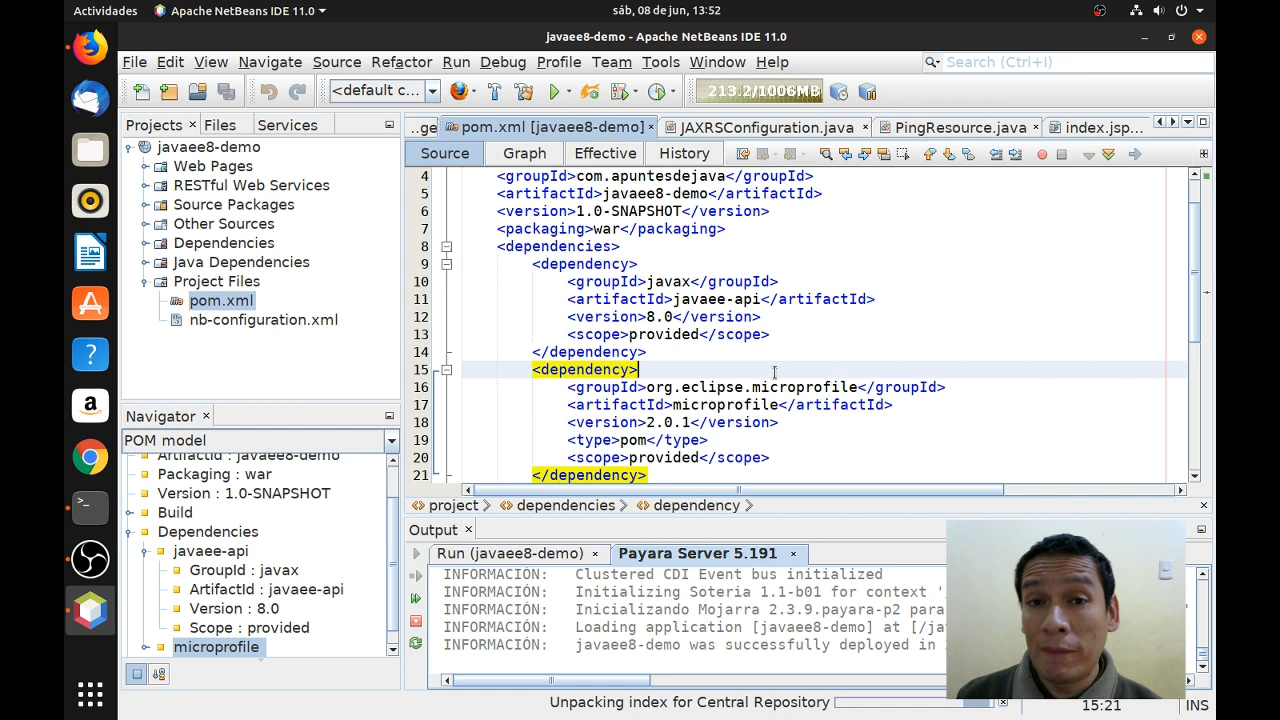 Actividades
Apache NetBeans IDE 11.0
sáb, 08 de jun, 13:52
javaee8-demo - Apache NetBeans IDE 11.0
File Edit View Navigate Source Refactor Run Debug Profile Team Tools Window Help
Search (Ctrl+I)
<default c...
213.2/1006MB
Projects Files Services
javaee8-demo
Web Pages
RESTful Web Services
Source Packages
Other Sources
Dependencies
Java Dependencies
Project Files
pom.xml
nb-configuration.xml
Navigator
POM model
ArtifactId : javaee8-demo
Packaging : war
Version : 1.0-SNAPSHOT
Build
Dependencies
javaee-api
GroupId : javax
ArtifactId : javaee-api
Version : 8.0
Scope : provided
microprofile
..ge pom.xml [javaee8-demo] JAXRSConfiguration.java PingResource.java index.jsp...
Source Graph Effective History
4 <groupId>com.apuntesdejava</groupId>
5 <artifactId>javaee8-demo</artifactId>
6 <version>1.0-SNAPSHOT</version>
7 <packaging>war</packaging>
8 <dependencies>
9 <dependency>
10 <groupId>javax</groupId>
11 <artifactId>javaee-api</artifactId>
12 <version>8.0</version>
13 <scope>provided</scope>
14 </dependency>
15 <dependency>
16 <groupId>org.eclipse.microprofile</groupId>
17 <artifactId>microprofile</artifactId>
18 <version>2.0.1</version>
19 <type>pom</type>
20 <scope>provided</scope>
21 </dependency>
project dependencies dependency
Output
Run (javaee8-demo) Payara Server 5.191
INFORMACIÓN: Clustered CDI Event bus initialized
INFORMACIÓN: Initializing Soteria 1.1-b01 for context '
INFORMACIÓN: Inicializando Mojarra 2.3.9.payara-p2 para
INFORMACIÓN: Loading application [javaee8-demo] at [/ja
INFORMACIÓN: javaee8-demo was successfully deployed in
Unpacking index for Central Repository
15:21 INS